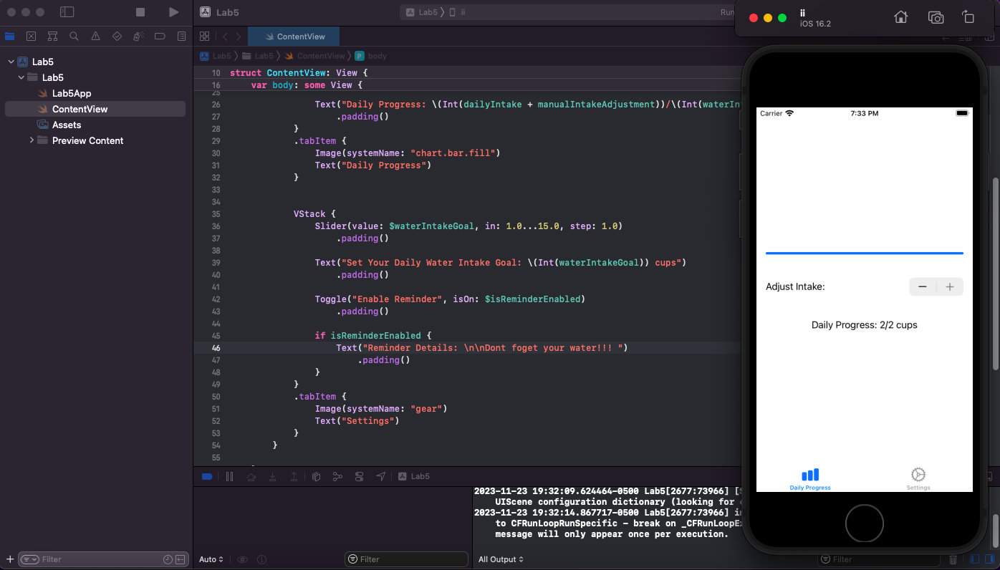 Lab5
Lab5 〉 ii
Run
ii
iOS 16.2
ContentView
Lab5 〉 Lab5 〉 ContentView 〉 P body
Lab5
Lab5
Lab5App
ContentView
Assets
Preview Content
10 struct ContentView: View {
16 var body: some View {
25
26 Text("Daily Progress: \(Int(dailyIntake + manualIntakeAdjustment))/\(Int(waterInt
27 .padding()
28 }
29 .tabItem {
30 Image(systemName: "chart.bar.fill")
31 Text("Daily Progress")
32 }
33
34
35 VStack {
36 Slider(value: $waterIntakeGoal, in: 1.0...15.0, step: 1.0)
37 .padding()
38
39 Text("Set Your Daily Water Intake Goal: \(Int(waterIntakeGoal)) cups")
40 .padding()
41
42 Toggle("Enable Reminder", isOn: $isReminderEnabled)
43 .padding()
44
45 if isReminderEnabled {
46 Text("Reminder Details: \n\nDont foget your water!!! ")
47 .padding()
48 }
49 }
50 .tabItem {
51 Image(systemName: "gear")
52 Text("Settings")
53 }
54 }
55
Carrier 7:33 PM
Adjust Intake: − +
Daily Progress: 2/2 cups
Daily Progress
Settings
Lab5
2023-11-23 19:32:09.624464-0500 Lab5[2677:73966] [S
UIScene configuration dictionary (looking for
2023-11-23 19:32:14.867717-0500 Lab5[2677:73966] in
to CFRunLoopRunSpecific - break on _CFRunLoopE
message will only appear once per execution.
Filter
Auto
Filter
All Output
Filter